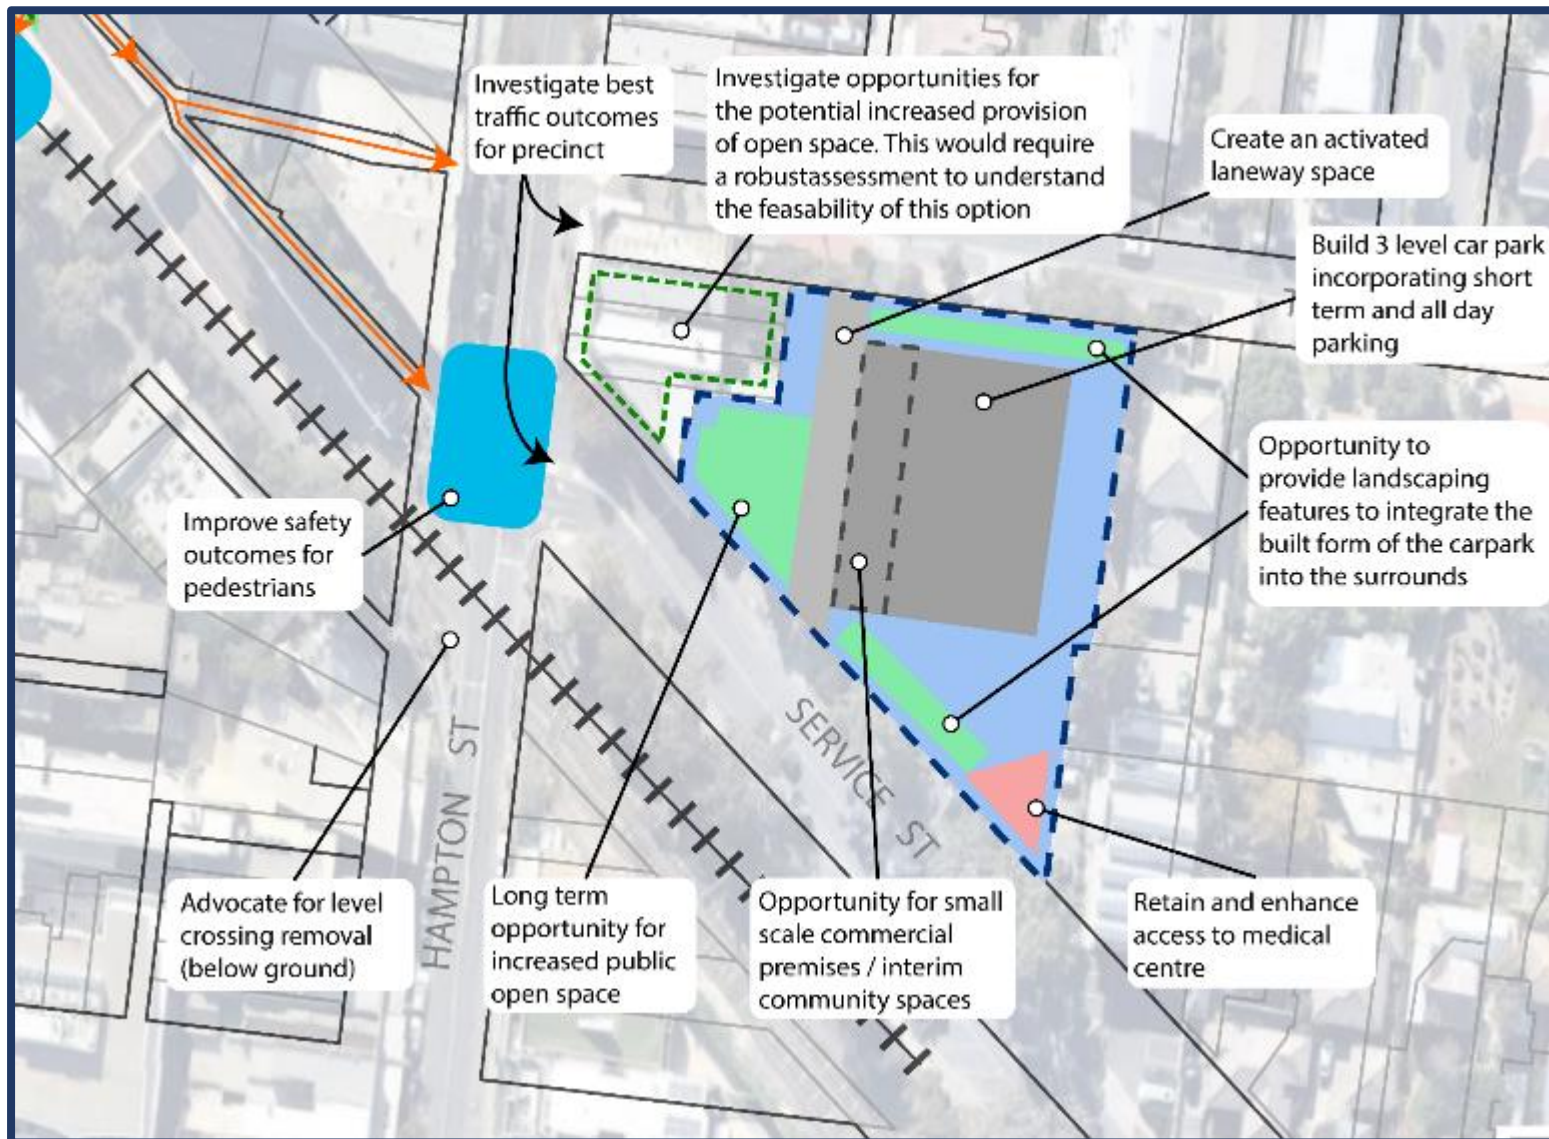 Investigate best
traffic outcomes
for precinct
Investigate opportunities for
the potential increased provision
of open space. This would require
a robustassessment to understand
the feasability of this option
Create an activated
laneway space
Build 3 level car park
incorporating short
term and all day
parking
Opportunity to
provide landscaping
features to integrate the
built form of the carpark
into the surrounds
Improve safety
outcomes for
pedestrians
HAMPTON ST
SERVICE ST
Advocate for level
crossing removal
(below ground)
Long term
opportunity for
increased public
open space
Opportunity for small
scale commercial
premises / interim
community spaces
Retain and enhance
access to medical
centre